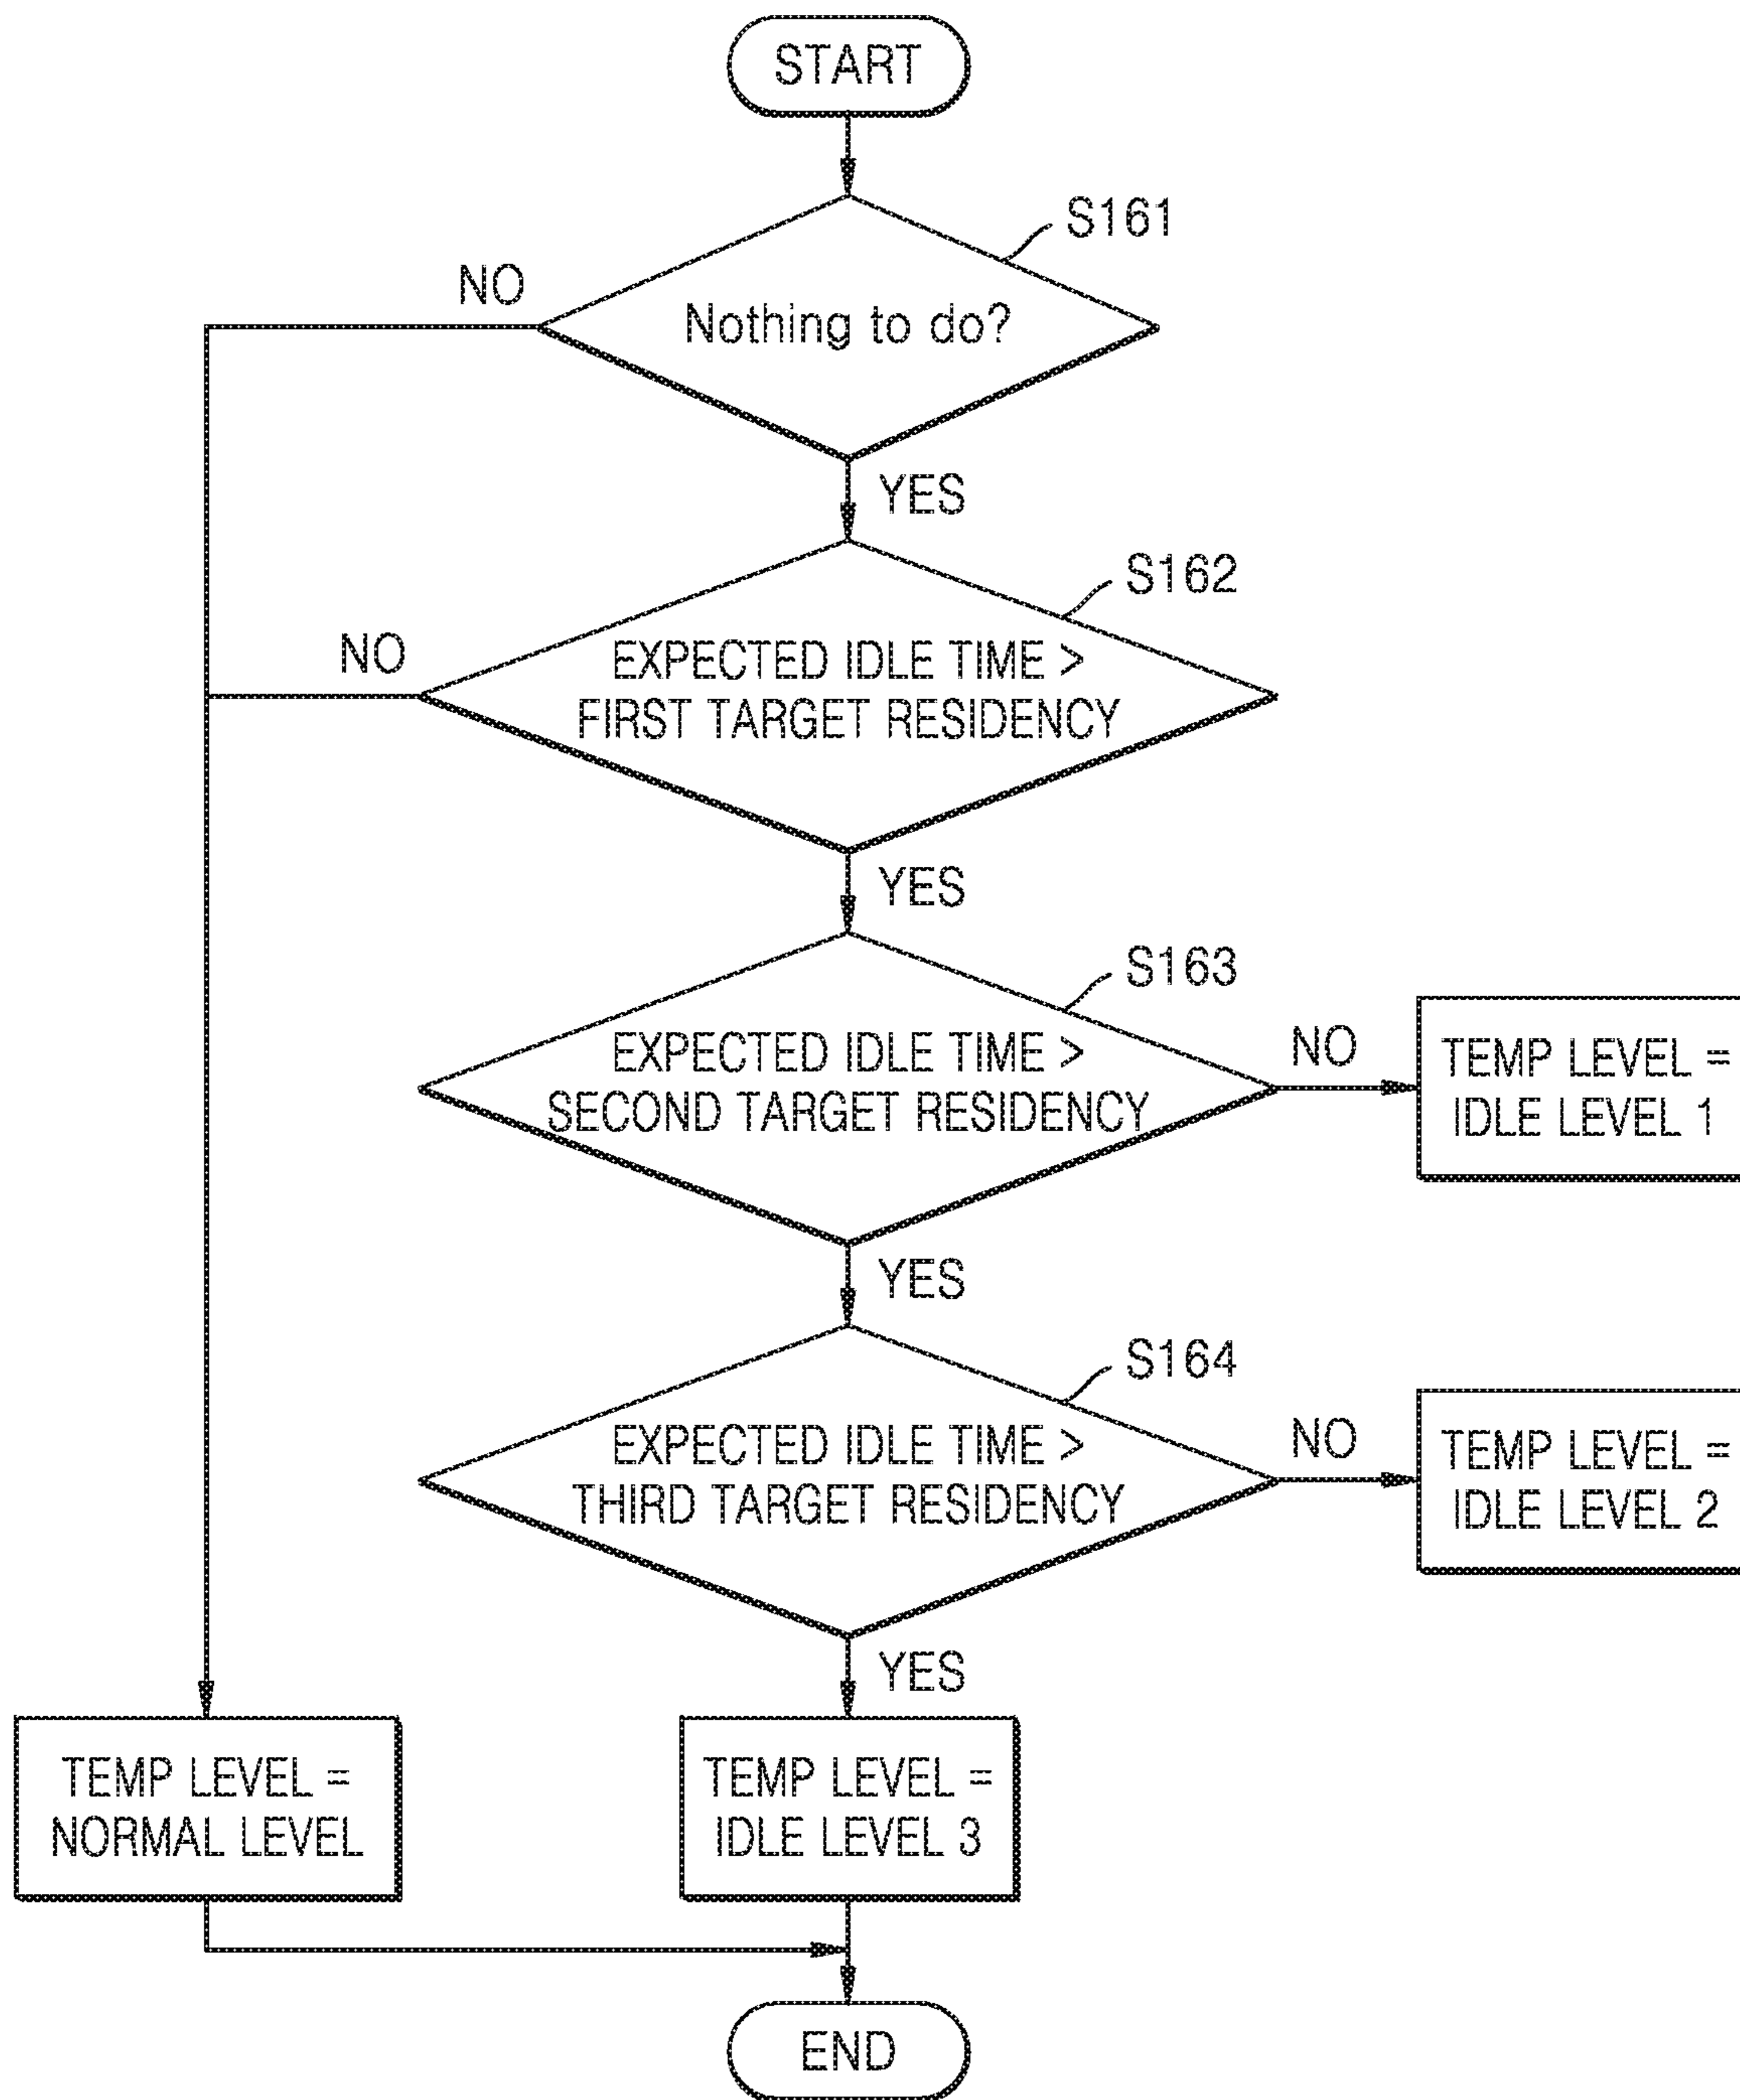 START
S161
NO
Nothing to do?
YES
S162
NO
EXPECTED IDLE TIME >
FIRST TARGET RESIDENCY
YES
S163
EXPECTED IDLE TIME >
SECOND TARGET RESIDENCY
NO
TEMP LEVEL =
IDLE LEVEL 1
YES
S164
EXPECTED IDLE TIME >
THIRD TARGET RESIDENCY
NO
TEMP LEVEL =
IDLE LEVEL 2
YES
TEMP LEVEL =
NORMAL LEVEL
TEMP LEVEL =
IDLE LEVEL 3
END